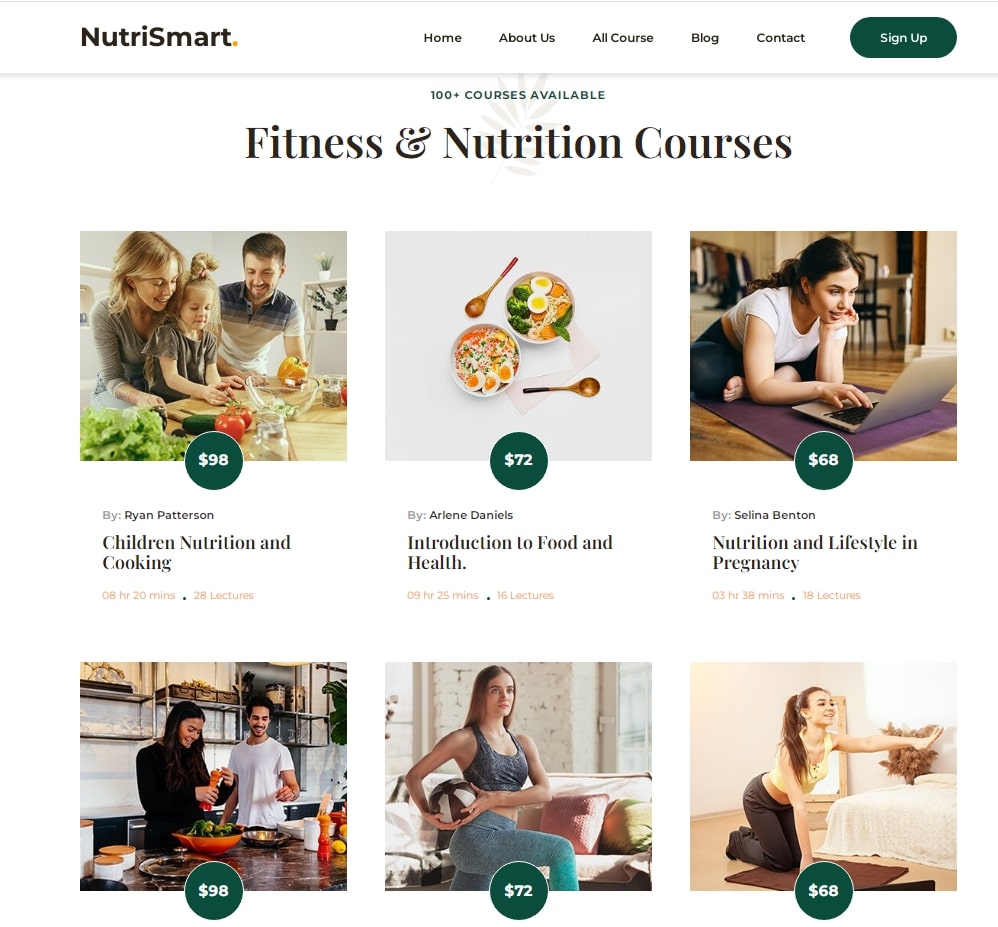 NutriSmart.
Home About Us All Course Blog Contact Sign Up
100+ COURSES AVAILABLE
Fitness & Nutrition Courses
$98 $72 $68
By: Ryan Patterson By: Arlene Daniels By: Selina Benton
Children Nutrition and Introduction to Food and Nutrition and Lifestyle in
Cooking Health. Pregnancy
08 hr 20 mins 28 Lectures 09 hr 25 mins 16 Lectures 03 hr 38 mins 18 Lectures
$98 $72 $68